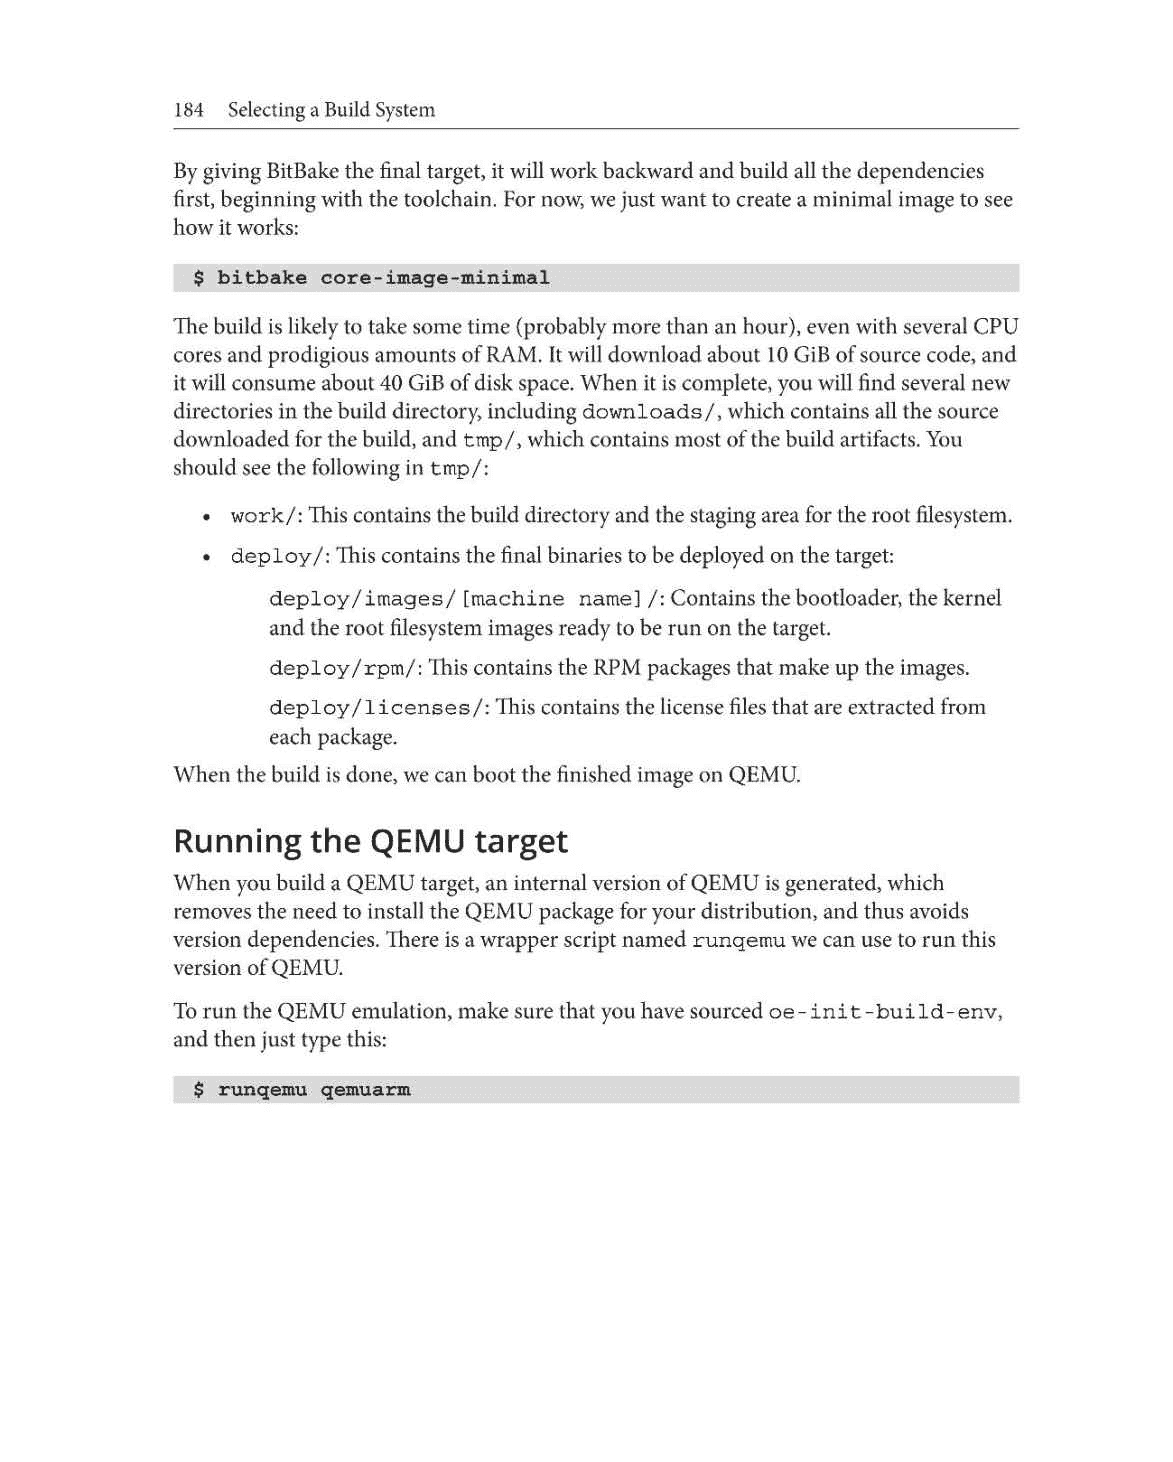 184 Selecting a Build System
By giving BitBake the final target, it will work backward and build all the dependencies
first, beginning with the toolchain. For now, we just want to create a minimal image to see
how it works:
$ bitbake core-image-minimal
The build is likely to take some time (probably more than an hour), even with several CPU
cores and prodigious amounts of RAM. It will download about 10 GiB of source code, and
it will consume about 40 GiB of disk space. When it is complete, you will find several new
directories in the build directory, including downloads/, which contains all the source
downloaded for the build, and tmp/, which contains most of the build artifacts. You
should see the following in tmp/:
• work/: This contains the build directory and the staging area for the root filesystem.
• deploy/: This contains the final binaries to be deployed on the target:
deploy/images/[machine name]/: Contains the bootloader, the kernel
and the root filesystem images ready to be run on the target.
deploy/rpm/: This contains the RPM packages that make up the images.
deploy/licenses/: This contains the license files that are extracted from
each package.
When the build is done, we can boot the finished image on QEMU.
Running the QEMU target
When you build a QEMU target, an internal version of QEMU is generated, which
removes the need to install the QEMU package for your distribution, and thus avoids
version dependencies. There is a wrapper script named runqemu we can use to run this
version of QEMU.
To run the QEMU emulation, make sure that you have sourced oe-init-build-env,
and then just type this:
$ runqemu qemuarm